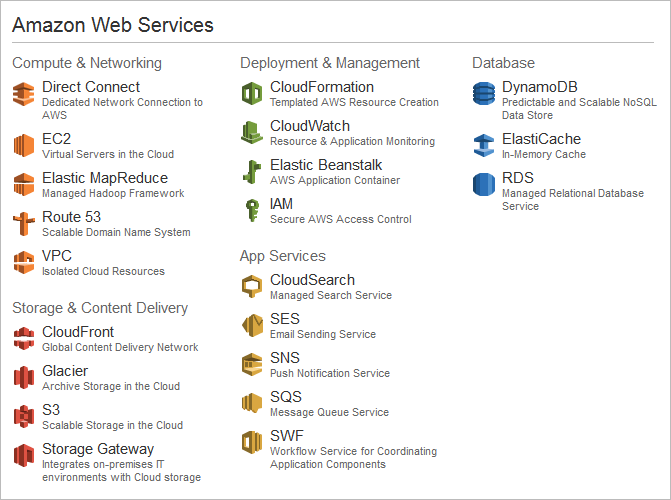 Amazon Web Services
Compute & Networking
Direct Connect
Dedicated Network Connection to
AWS
EC2
Virtual Servers in the Cloud
Elastic MapReduce
Managed Hadoop Framework
Route 53
Scalable Domain Name System
VPC
Isolated Cloud Resources
Storage & Content Delivery
CloudFront
Global Content Delivery Network
Glacier
Archive Storage in the Cloud
S3
Scalable Storage in the Cloud
Storage Gateway
Integrates on-premises IT
environments with Cloud storage
Deployment & Management
CloudFormation
Templated AWS Resource Creation
CloudWatch
Resource & Application Monitoring
Elastic Beanstalk
AWS Application Container
IAM
Secure AWS Access Control
App Services
CloudSearch
Managed Search Service
SES
Email Sending Service
SNS
Push Notification Service
SQS
Message Queue Service
SWF
Workflow Service for Coordinating
Application Components
Database
DynamoDB
Predictable and Scalable NoSQL
Data Store
ElastiCache
In-Memory Cache
RDS
Managed Relational Database
Service